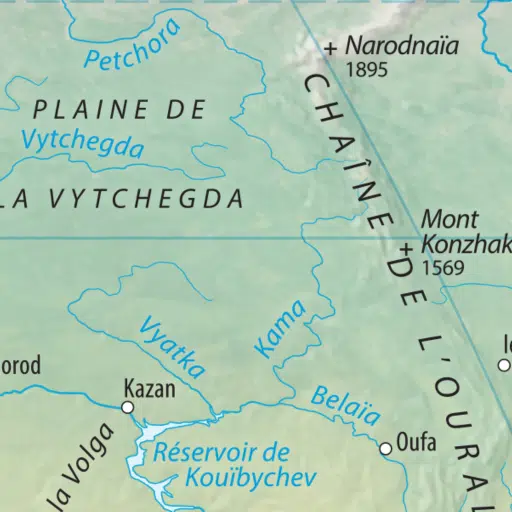 Petchora
Narodnaïa
1895
PLAINE DE
Vytchegda
LA VYTCHEGDA
CHAÎNE DE L'OURAL
Mont
Konzhak
1569
Kama
Vyatka
orod
Kazan
Belaïa
Oufa
la Volga
Réservoir de
Kouïbychev